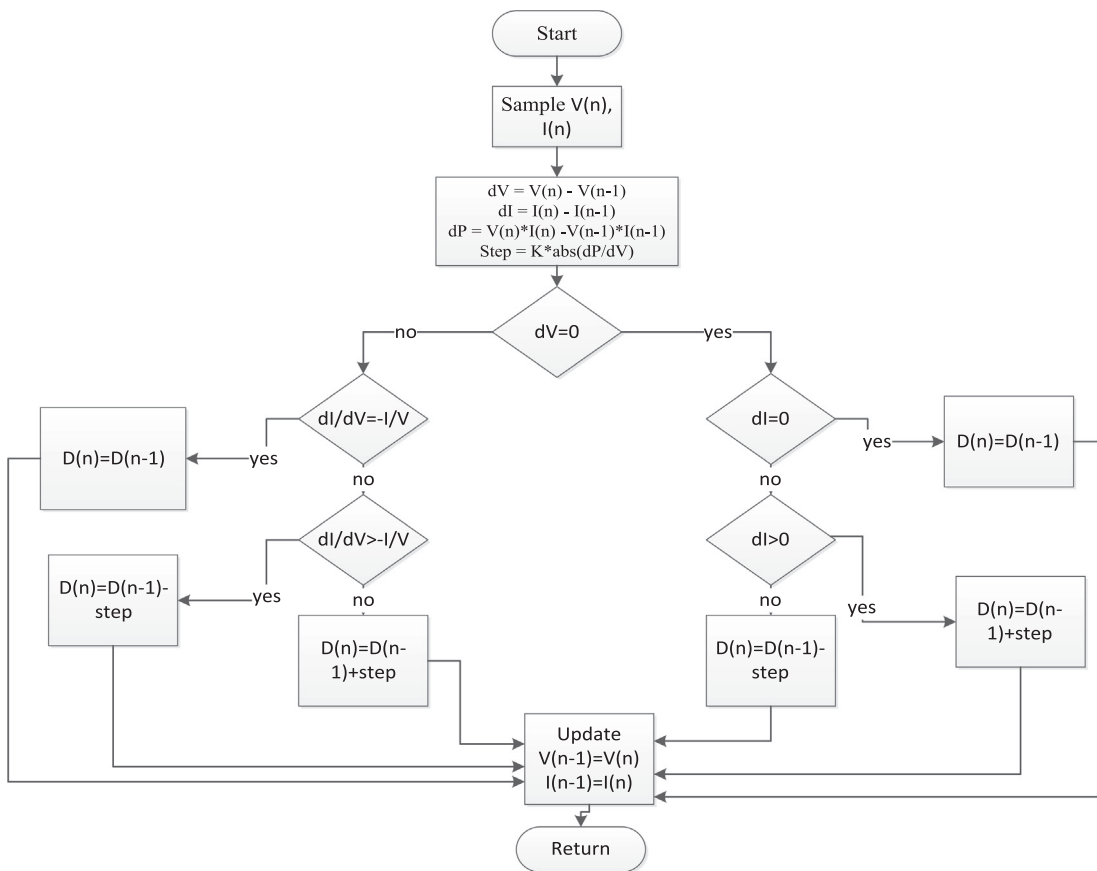 Start
Sample V(n),
I(n)
dV = V(n) - V(n-1)
dI = I(n) - I(n-1)
dP = V(n)*I(n) -V(n-1)*I(n-1)
Step = K*abs(dP/dV)
dV=0
no
yes
dI/dV=-I/V
yes
D(n)=D(n-1)
no
dI/dV>-I/V
yes
D(n)=D(n-1)-
step
no
D(n)=D(n-
1)+step
dI=0
yes
D(n)=D(n-1)
no
dI>0
yes
D(n)=D(n-
1)+step
no
D(n)=D(n-1)-
step
Update
V(n-1)=V(n)
I(n-1)=I(n)
Return